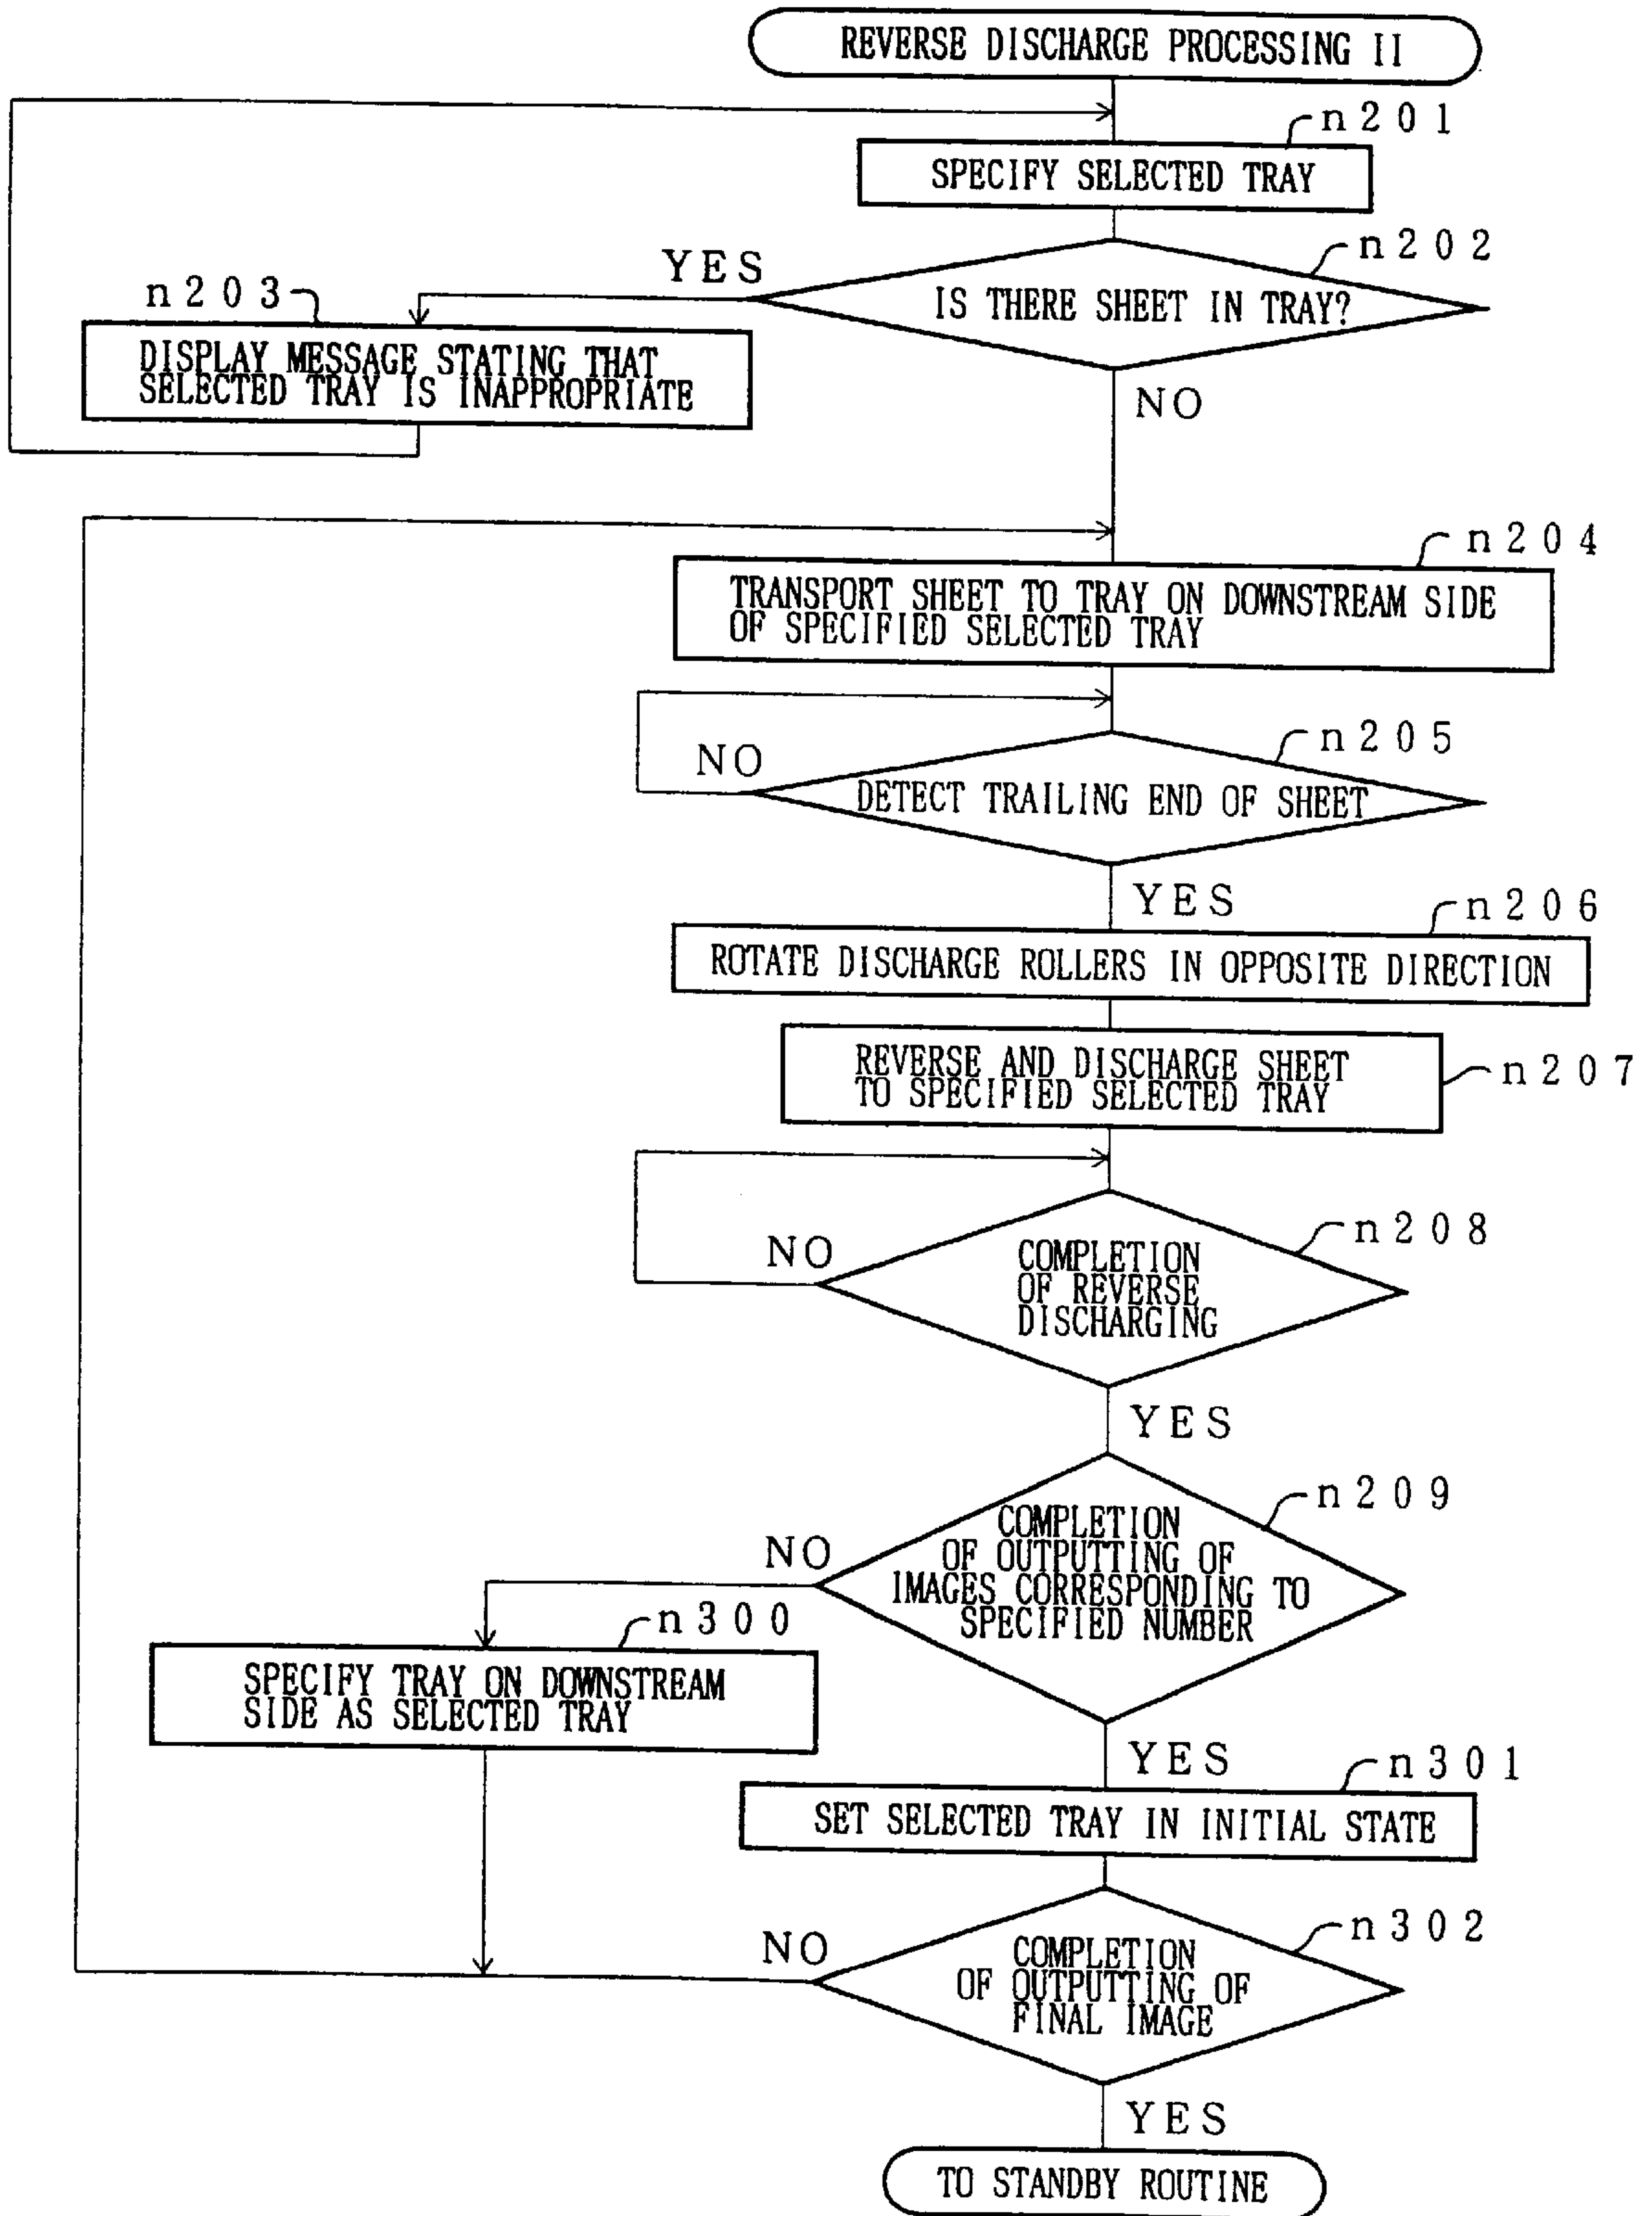 REVERSE DISCHARGE PROCESSING II
n201
SPECIFY SELECTED TRAY
n202
YES
IS THERE SHEET IN TRAY?
n203
DISPLAY MESSAGE STATING THAT
SELECTED TRAY IS INAPPROPRIATE
NO
n204
TRANSPORT SHEET TO TRAY ON DOWNSTREAM SIDE
OF SPECIFIED SELECTED TRAY
n205
NO
DETECT TRAILING END OF SHEET
YES
n206
ROTATE DISCHARGE ROLLERS IN OPPOSITE DIRECTION
REVERSE AND DISCHARGE SHEET
TO SPECIFIED SELECTED TRAY
n207
n208
NO
COMPLETION
OF REVERSE
DISCHARGING
YES
n209
NO
COMPLETION
OF OUTPUTTING OF
IMAGES CORRESPONDING TO
SPECIFIED NUMBER
n300
SPECIFY TRAY ON DOWNSTREAM
SIDE AS SELECTED TRAY
YES
n301
SET SELECTED TRAY IN INITIAL STATE
n302
NO
COMPLETION
OF OUTPUTTING OF
FINAL IMAGE
YES
TO STANDBY ROUTINE